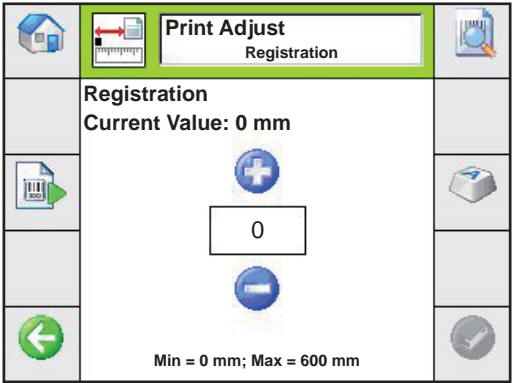 Print Adjust
Registration
Registration
Current Value: 0 mm
0
A
Min = 0 mm; Max = 600 mm